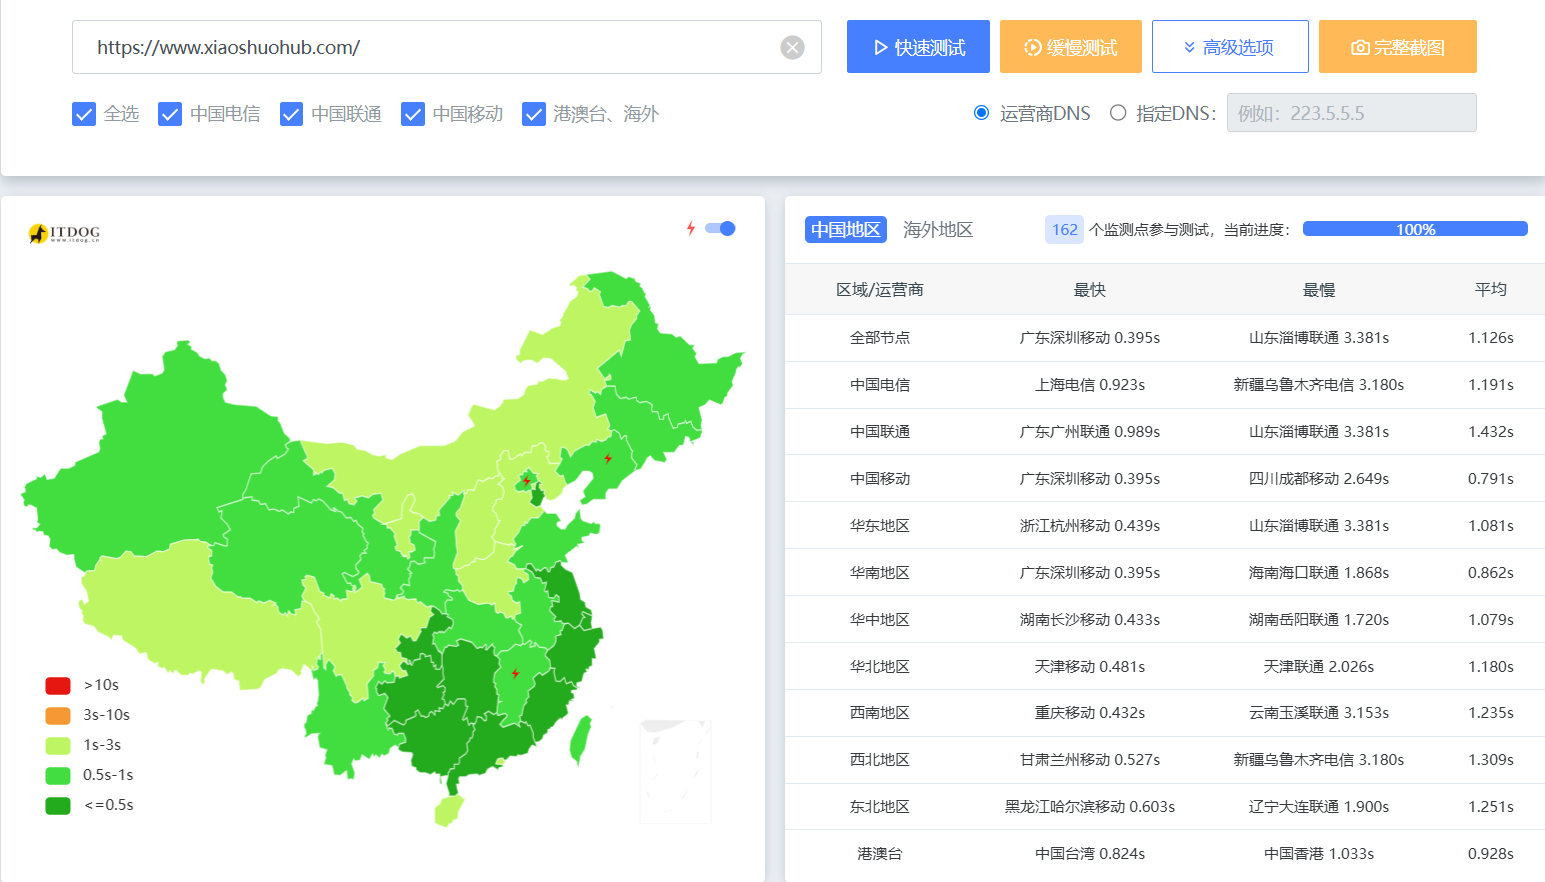 https://www.xiaoshuohub.com/
快速测试
缓慢测试
高级选项
完整截图
全选
中国电信
中国联通
中国移动
港澳台、海外
运营商DNS
指定DNS：
例如：223.5.5.5
ITDOG
www.itdog.cn
>10s
3s-10s
1s-3s
0.5s-1s
<=0.5s
中国地区 海外地区 162 个监测点参与测试，当前进度： 100%
区域/运营商 最快 最慢 平均
全部节点 广东深圳移动 0.395s 山东淄博联通 3.381s 1.126s
中国电信 上海电信 0.923s 新疆乌鲁木齐电信 3.180s 1.191s
中国联通 广东广州联通 0.989s 山东淄博联通 3.381s 1.432s
中国移动 广东深圳移动 0.395s 四川成都移动 2.649s 0.791s
华东地区 浙江杭州移动 0.439s 山东淄博联通 3.381s 1.081s
华南地区 广东深圳移动 0.395s 海南海口联通 1.868s 0.862s
华中地区 湖南长沙移动 0.433s 湖南岳阳联通 1.720s 1.079s
华北地区 天津移动 0.481s 天津联通 2.026s 1.180s
西南地区 重庆移动 0.432s 云南玉溪联通 3.153s 1.235s
西北地区 甘肃兰州移动 0.527s 新疆乌鲁木齐电信 3.180s 1.309s
东北地区 黑龙江哈尔滨移动 0.603s 辽宁大连联通 1.900s 1.251s
港澳台 中国台湾 0.824s 中国香港 1.033s 0.928s